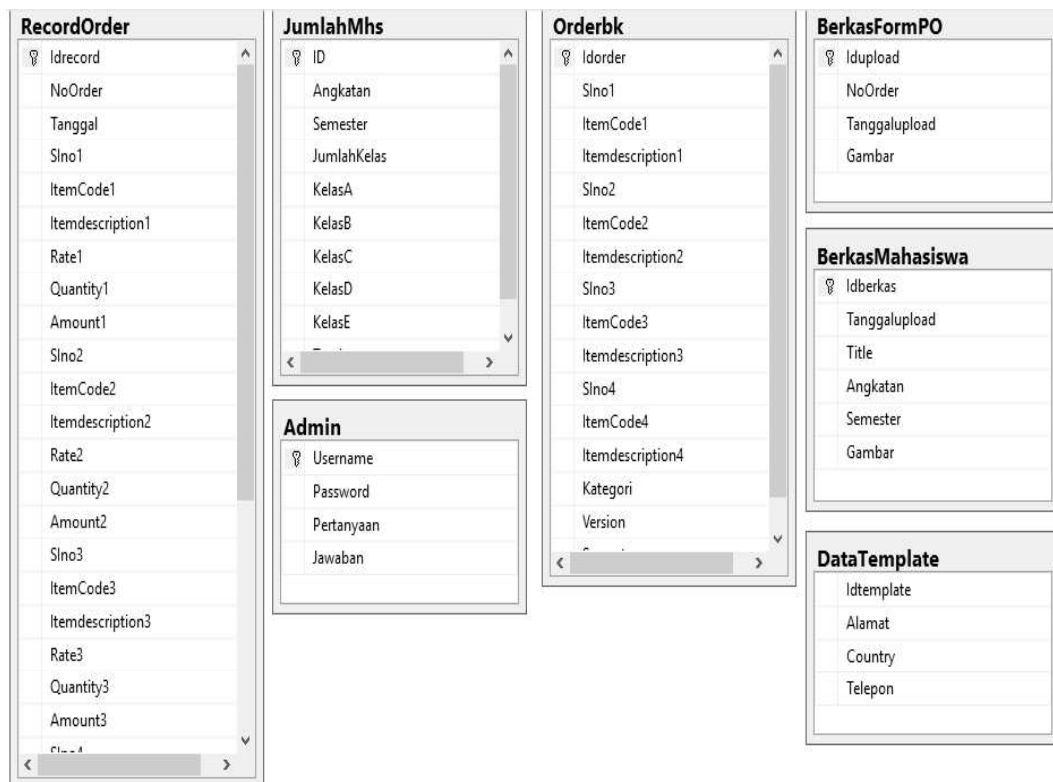 RecordOrder
Idrecord
NoOrder
Tanggal
Slno1
ItemCode1
Itemdescription1
Rate1
Quantity1
Amount1
Slno2
ItemCode2
Itemdescription2
Rate2
Quantity2
Amount2
Slno3
ItemCode3
Itemdescription3
Rate3
Quantity3
Amount3
Slno4
JumlahMhs
ID
Angkatan
Semester
JumlahKelas
KelasA
KelasB
KelasC
KelasD
KelasE
Admin
Username
Password
Pertanyaan
Jawaban
Orderbk
Idorder
Slno1
ItemCode1
Itemdescription1
Slno2
ItemCode2
Itemdescription2
Slno3
ItemCode3
Itemdescription3
Slno4
ItemCode4
Itemdescription4
Kategori
Version
BerkasFormPO
Idupload
NoOrder
Tanggalupload
Gambar
BerkasMahasiswa
Idberkas
Tanggalupload
Title
Angkatan
Semester
Gambar
DataTemplate
Idtemplate
Alamat
Country
Telepon